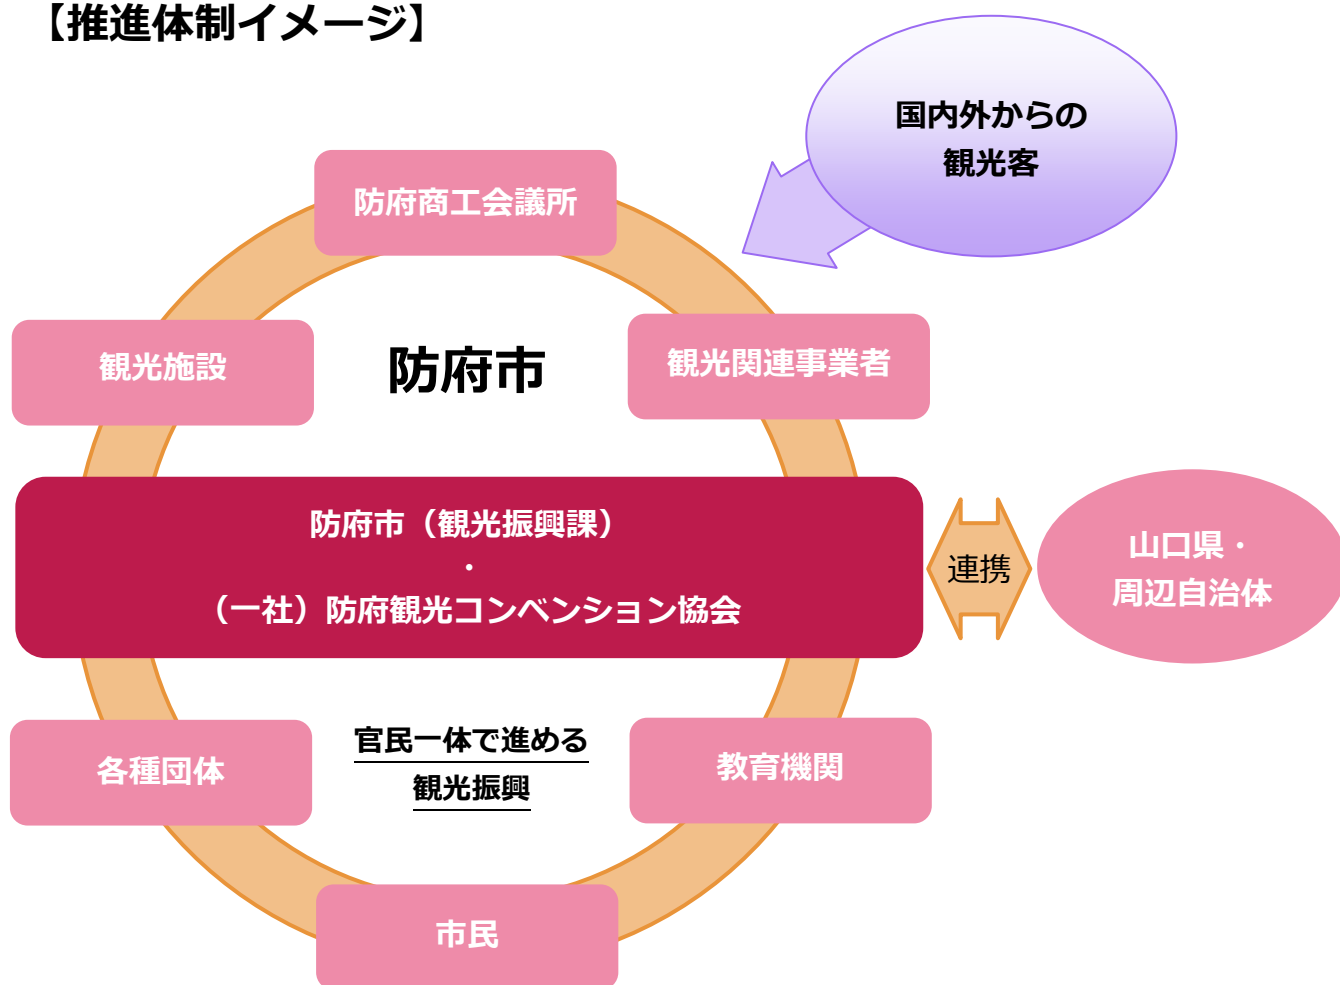 【推進体制イメージ】
国内外からの
観光客
防府商工会議所
観光施設
防府市
観光関連事業者
防府市（観光振興課）
・
（一社）防府観光コンベンション協会
連携
山口県・
周辺自治体
各種団体
官民一体で進める
観光振興
教育機関
市民